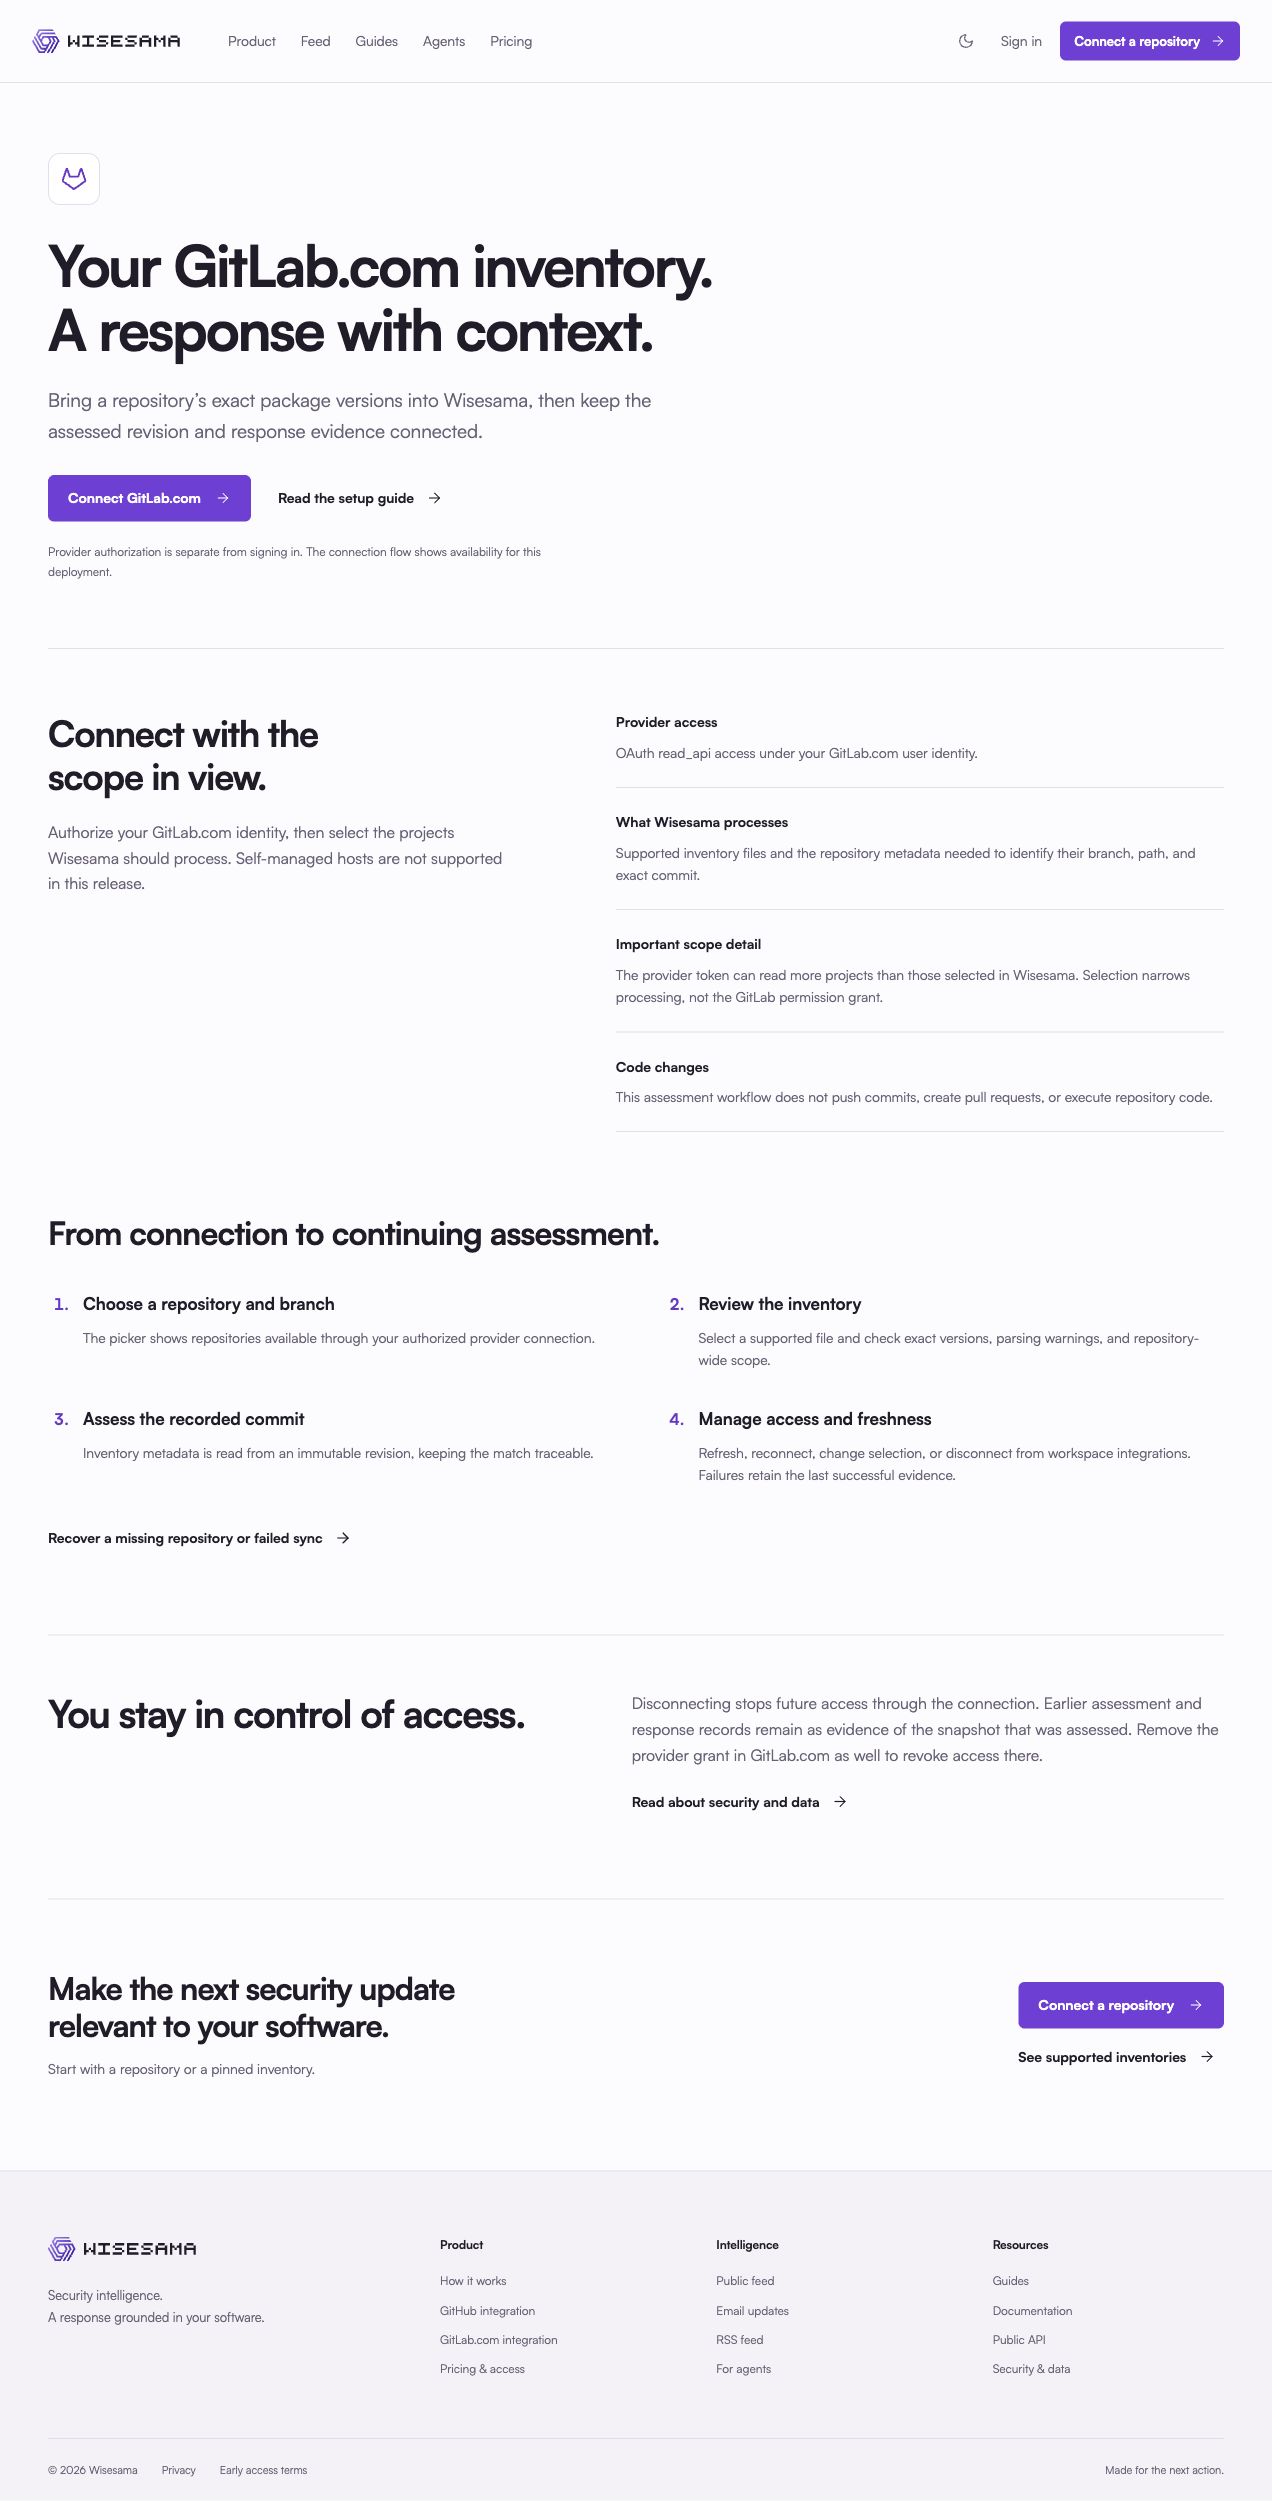 WISESAMA
Product
Feed
Guides
Agents
Pricing
Sign in
Connect a repository
Your GitLab.com inventory.
A response with context.
Bring a repository’s exact package versions into Wisesama, then keep the
assessed revision and response evidence connected.
Connect GitLab.com
Read the setup guide
Provider authorization is separate from signing in. The connection flow shows availability for this
deployment.
Connect with the
scope in view.
Authorize your GitLab.com identity, then select the projects
Wisesama should process. Self-managed hosts are not supported
in this release.
Provider access
OAuth read_api access under your GitLab.com user identity.
What Wisesama processes
Supported inventory files and the repository metadata needed to identify their branch, path, and
exact commit.
Important scope detail
The provider token can read more projects than those selected in Wisesama. Selection narrows
processing, not the GitLab permission grant.
Code changes
This assessment workflow does not push commits, create pull requests, or execute repository code.
From connection to continuing assessment.
1. Choose a repository and branch
The picker shows repositories available through your authorized provider connection.
2. Review the inventory
Select a supported file and check exact versions, parsing warnings, and repository-
wide scope.
3. Assess the recorded commit
Inventory metadata is read from an immutable revision, keeping the match traceable.
4. Manage access and freshness
Refresh, reconnect, change selection, or disconnect from workspace integrations.
Failures retain the last successful evidence.
Recover a missing repository or failed sync
You stay in control of access.
Disconnecting stops future access through the connection. Earlier assessment and
response records remain as evidence of the snapshot that was assessed. Remove the
provider grant in GitLab.com as well to revoke access there.
Read about security and data
Make the next security update
relevant to your software.
Start with a repository or a pinned inventory.
Connect a repository
See supported inventories
WISESAMA
Security intelligence.
A response grounded in your software.
Product
How it works
GitHub integration
GitLab.com integration
Pricing & access
Intelligence
Public feed
Email updates
RSS feed
For agents
Resources
Guides
Documentation
Public API
Security & data
© 2026 Wisesama
Privacy
Early access terms
Made for the next action.